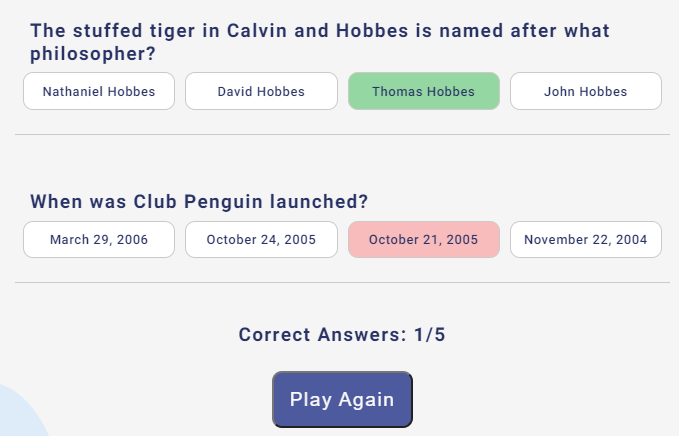 The stuffed tiger in Calvin and Hobbes is named after what
philosopher?
Nathaniel Hobbes David Hobbes Thomas Hobbes John Hobbes
When was Club Penguin launched?
March 29, 2006 October 24, 2005 October 21, 2005 November 22, 2004
Correct Answers: 1/5
Play Again